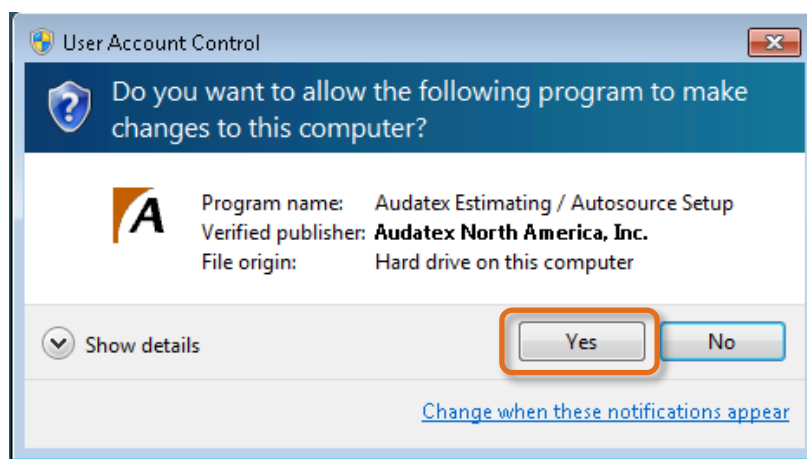 User Account Control
Do you want to allow the following program to make
changes to this computer?
Program name: Audatex Estimating / Autosource Setup
Verified publisher: Audatex North America, Inc.
File origin: Hard drive on this computer
Show details
Yes
No
Change when these notifications appear